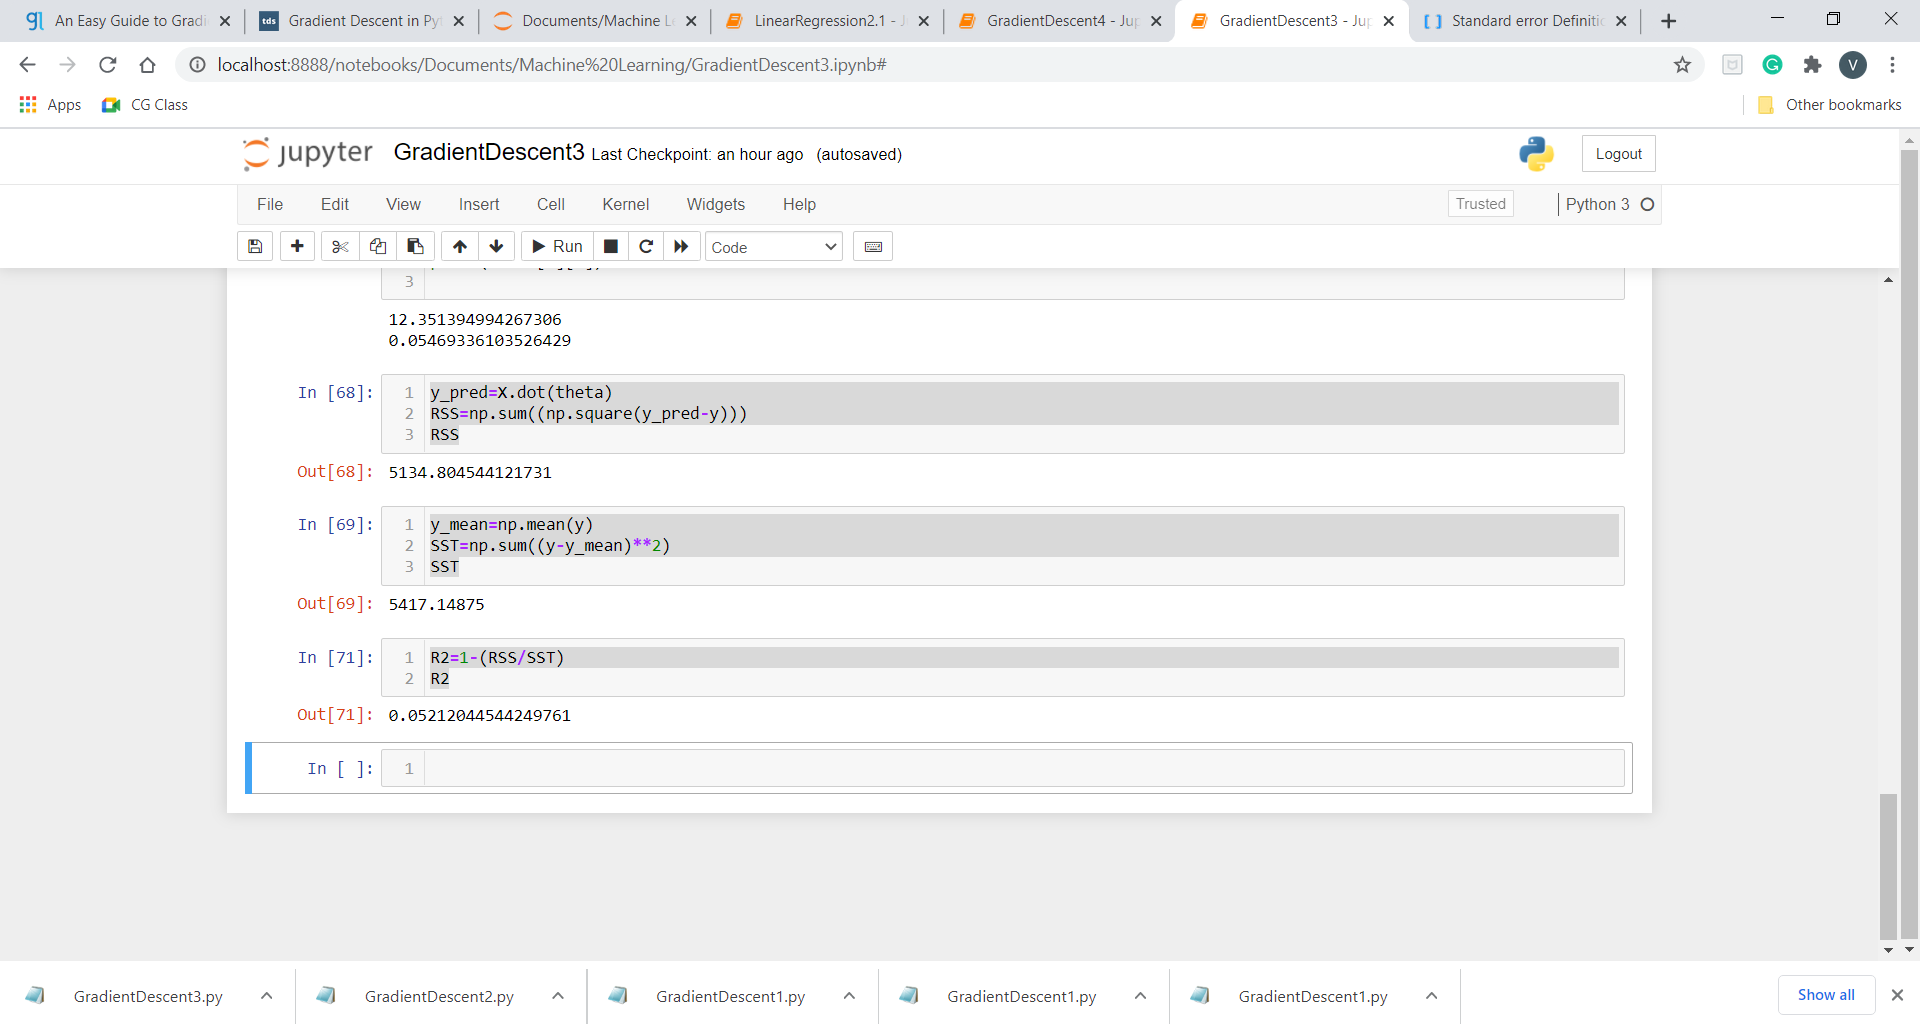 An Easy Guide to Gradi
tds Gradient Descent in Pyt
Documents/Machine Le
LinearRegression2.1 - J
GradientDescent4 - Jup
GradientDescent3 - Jup
Standard error Definitic
localhost:8888/notebooks/Documents/Machine%20Learning/GradientDescent3.ipynb#
V
Apps
CG Class
Other bookmarks
jupyter GradientDescent3 Last Checkpoint: an hour ago (autosaved)
Logout
File Edit View Insert Cell Kernel Widgets Help
Trusted
Python 3
Run
Code
3
12.351394994267306
0.05469336103526429
In [68]:
1 y_pred=X.dot(theta)
2 RSS=np.sum((np.square(y_pred-y)))
3 RSS
Out[68]: 5134.804544121731
In [69]:
1 y_mean=np.mean(y)
2 SST=np.sum((y-y_mean)**2)
3 SST
Out[69]: 5417.14875
In [71]:
1 R2=1-(RSS/SST)
2 R2
Out[71]: 0.05212044544249761
In [ ]:
1
GradientDescent3.py
GradientDescent2.py
GradientDescent1.py
GradientDescent1.py
GradientDescent1.py
Show all